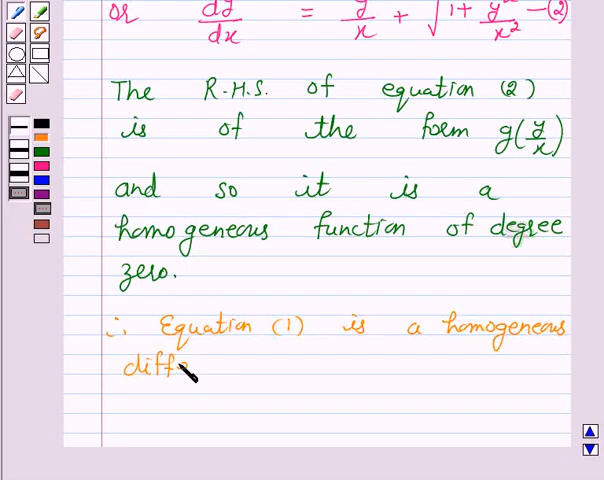 or dy/dx = y/x + √1+ y²/x² –(2)
The R.H.S. of equation (2)
is of the form g(y/x)
and so it is a
homogeneous function of degree
zero.
∴ Equation (1) is a homogeneous
diffe